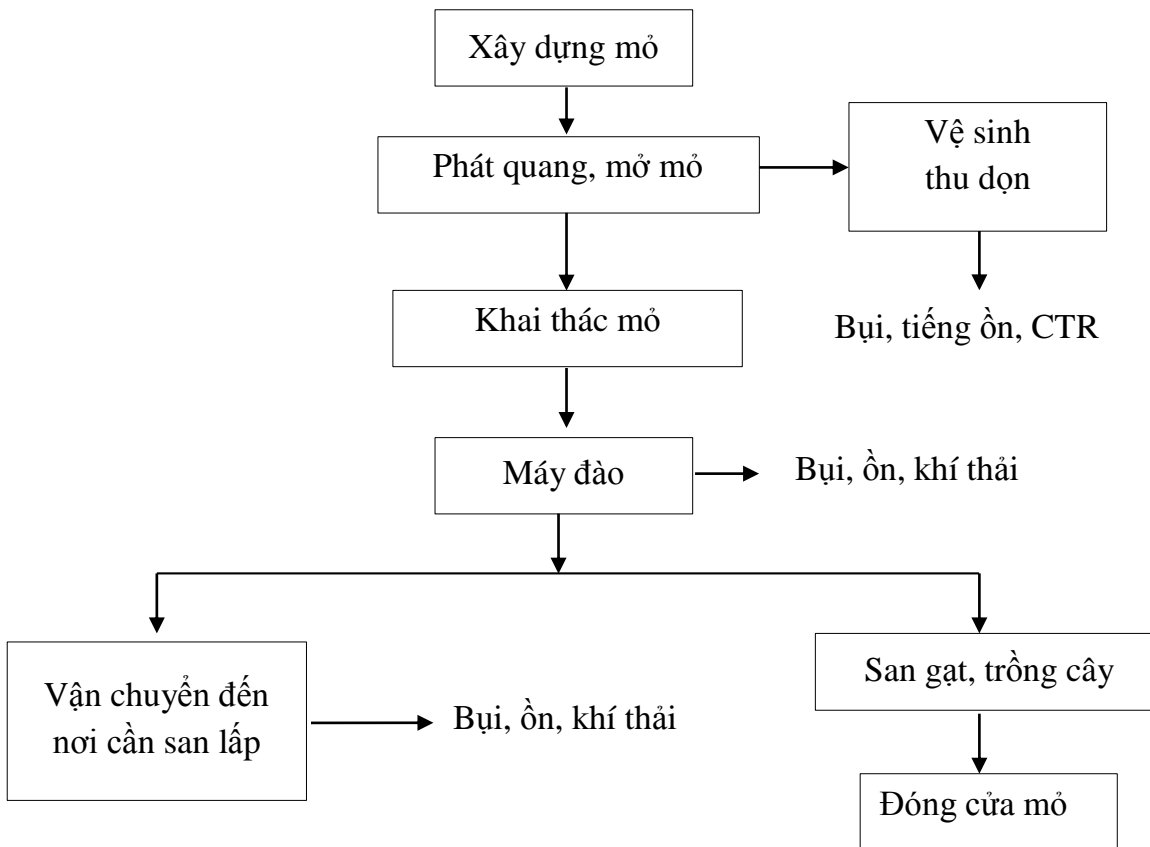 Xây dựng mỏ
Phát quang, mở mỏ
Vệ sinh
thu dọn
Khai thác mỏ
Bụi, tiếng ồn, CTR
Máy đào
Bụi, ồn, khí thải
Vận chuyển đến
nơi cần san lấp
Bụi, ồn, khí thải
San gạt, trồng cây
Đóng cửa mỏ